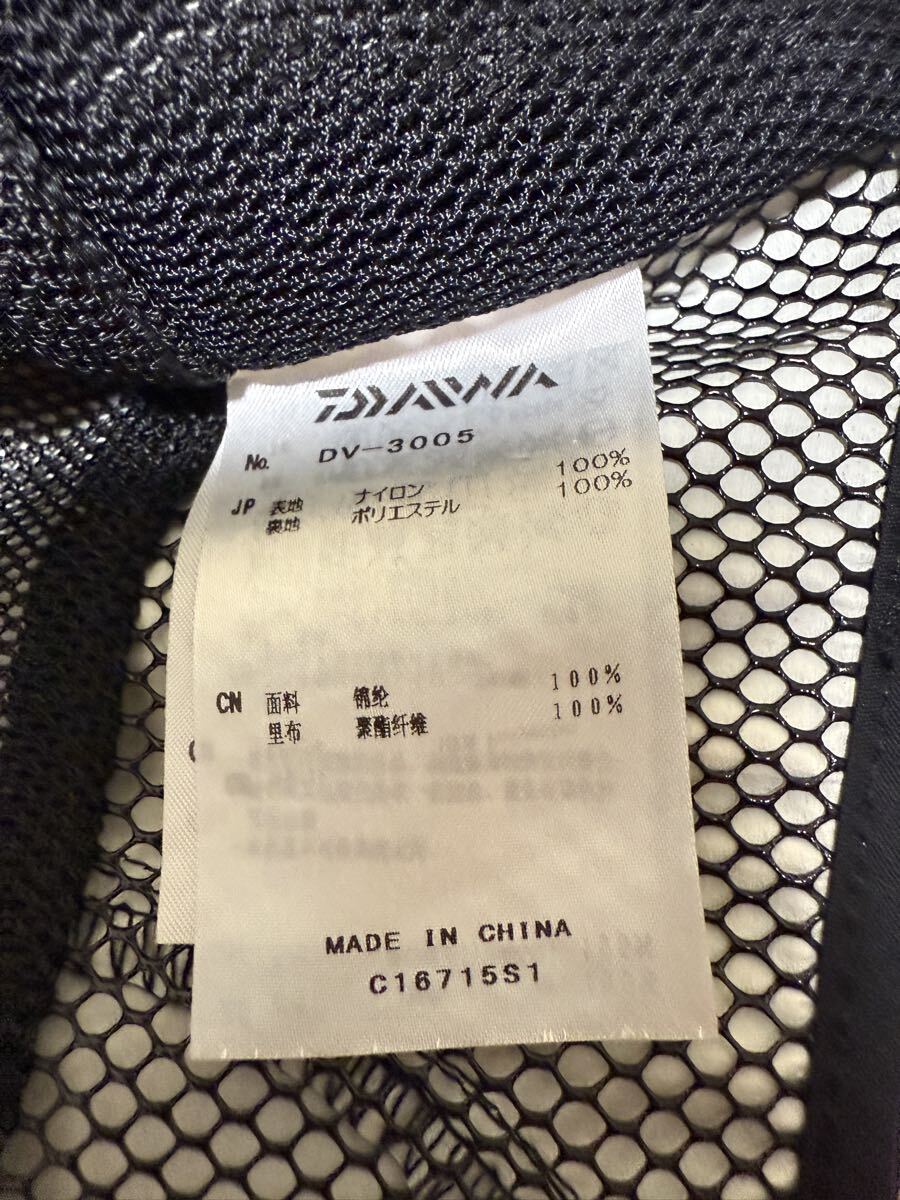 DAIWA
No. DV-3005
JP 表地 ナイロン 100%
裏地 ポリエステル 100%
CN 面料 锦纶 100%
里布 聚酯纤维 100%
MADE IN CHINA
C16715S1